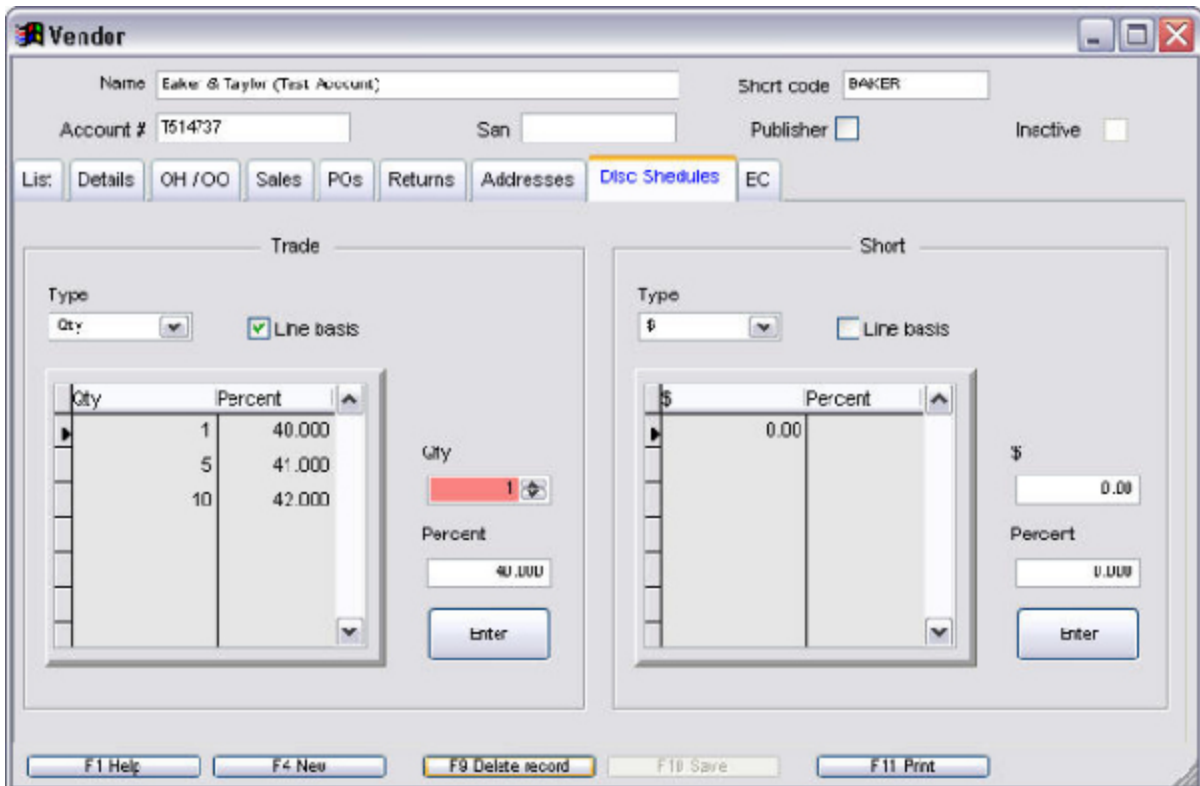 Vendor
Name Baker & Taylor (Test Account) Short code BAKER
Account # T514737 San Publisher Inactive
List Details OH / OO Sales POs Returns Addresses Disc Shedules EC
Trade Short
Type Type
Qty Line basis $ Line basis
Qty Percent $ Percent
1 40.000 0.00
Qty $
5 41.000
1 0.00
10 42.000
Percent Percent
40.000 0.000
Enter Enter
F1 Help F4 New F9 Delete record F10 Save F11 Print